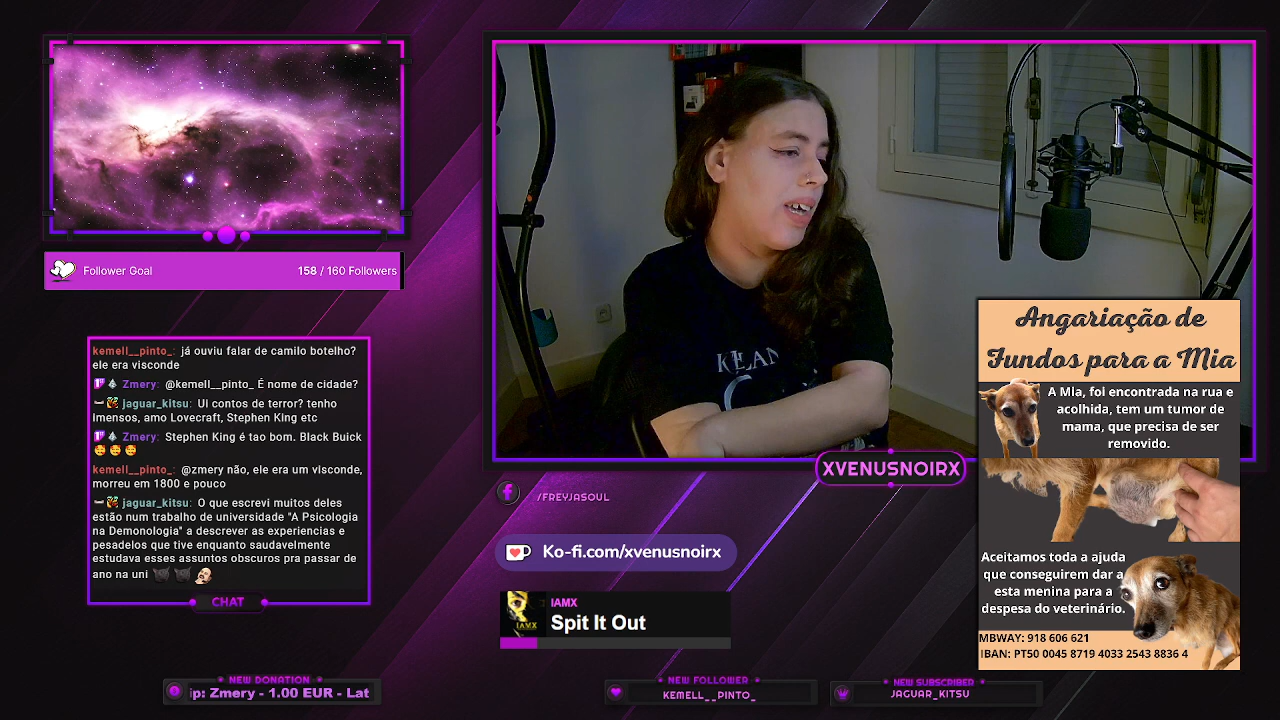 Follower Goal
158 / 160 Followers
kemell__pinto_: já ouviu falar de camilo botelho?
ele era visconde
Zmery: @kemell__pinto_ É nome de cidade?
jaguar_kitsu: Ui contos de terror? tenho
Imensos, amo Lovecraft, Stephen King etc
Zmery: Stephen King é tao bom. Black Buick
kemell__pinto_: @zmery não, ele era um visconde,
morreu em 1800 e pouco
jaguar_kitsu: O que escrevi muitos deles
estão num trabalho de universidade "A Psicologia
na Demonologia" a descrever as experiencias e
pesadelos que tive enquanto saudavelmente
estudava esses assuntos obscuros pra passar de
ano na uni
CHAT
XVENUSNOIRX
/FREYJASOUL
Ko-fi.com/xvenusnoirx
IAMX
IAMX
Spit It Out
Angariação de
Fundos para a Mia
A Mia, foi encontrada na rua e
acolhida, tem um tumor de
mama, que precisa de ser
removido.
Aceitamos toda a ajuda
que conseguirem dar a
esta menina para a
despesa do veterinário.
MBWAY: 918 606 621
IBAN: PT50 0045 8719 4033 2543 8836 4
NEW DONATION
ip: Zmery - 1.00 EUR - Lat
NEW FOLLOWER
KEMELL__PINTO_
NEW SUBSCRIBER
JAGUAR_KITSU